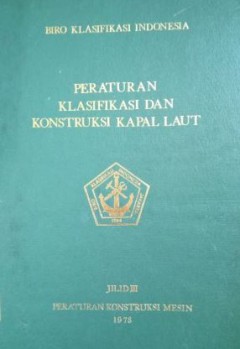 BIRO KLASIFIKASI INDONESIA
PERATURAN
KLASIFIKASI DAN
KONSTRUKSI KAPAL LAUT
JILID III
PERATURAN KONSTRUKSI MESIN
1978